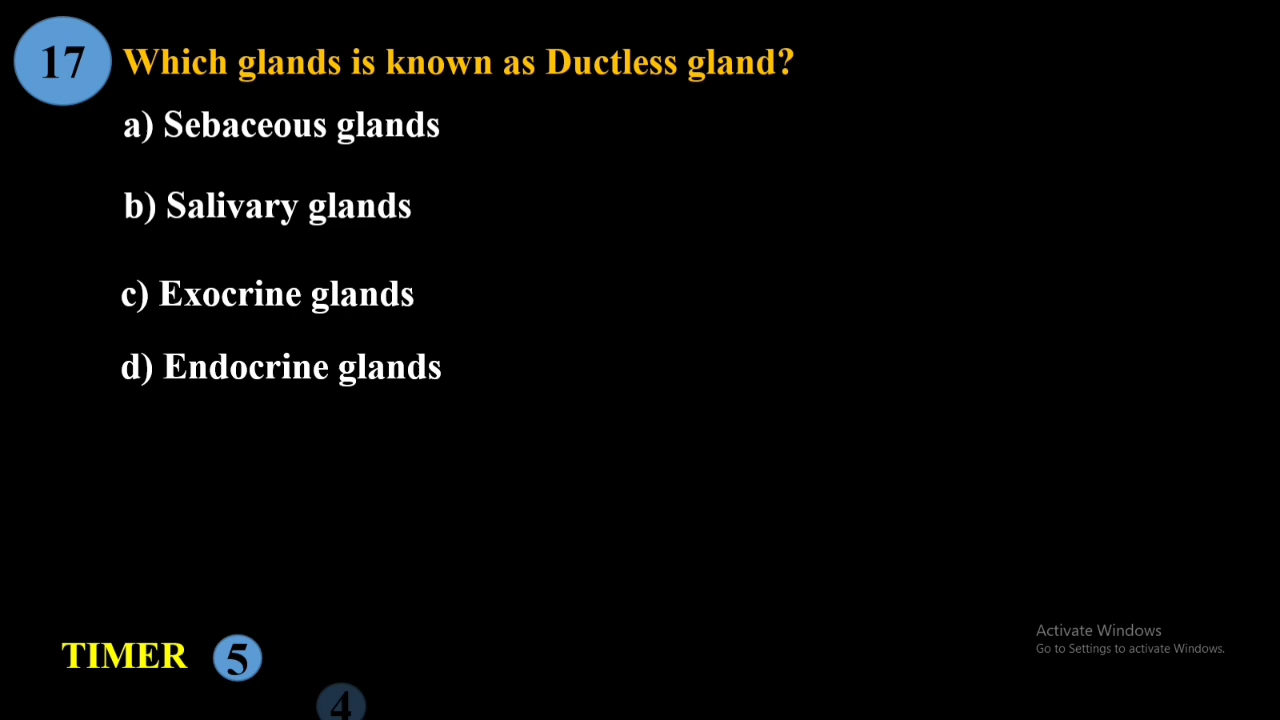 17 Which glands is known as Ductless gland?
a) Sebaceous glands
b) Salivary glands
c) Exocrine glands
d) Endocrine glands
Activate Windows
Go to Settings to activate Windows.
TIMER 5
4